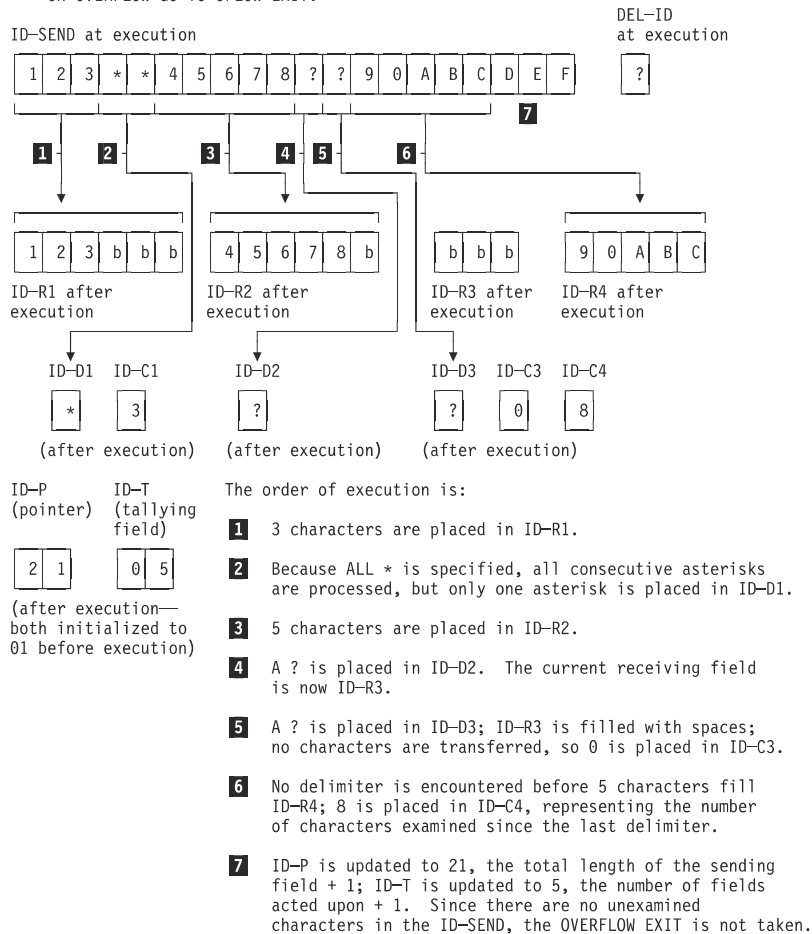 ON OVERFLOW GO TO OFLOW-EXIT.
DEL—ID
at execution
ID—SEND at execution
1 2 3 * * 4 5 6 7 8 ? ? 9 0 A B C D E F
?
7
1 2 3 4 5 6
1 2 3 b b b
4 5 6 7 8 b
b b b
9 0 A B C
ID—R1 after
execution
ID—R2 after
execution
ID—R3 after
execution
ID—R4 after
execution
ID—D1 ID—C1 ID—D2 ID—D3 ID—C3 ID—C4
* 3 ? ? 0 8
(after execution) (after execution) (after execution)
ID—P
(pointer)
ID—T
(tallying
field)
2 1
0 5
(after execution—
both initialized to
01 before execution)
The order of execution is:
1 3 characters are placed in ID—R1.
2 Because ALL * is specified, all consecutive asterisks
are processed, but only one asterisk is placed in ID—D1.
3 5 characters are placed in ID—R2.
4 A ? is placed in ID—D2. The current receiving field
is now ID—R3.
5 A ? is placed in ID—D3; ID—R3 is filled with spaces;
no characters are transferred, so 0 is placed in ID—C3.
6 No delimiter is encountered before 5 characters fill
ID—R4; 8 is placed in ID—C4, representing the number
of characters examined since the last delimiter.
7 ID—P is updated to 21, the total length of the sending
field + 1; ID—T is updated to 5, the number of fields
acted upon + 1. Since there are no unexamined
characters in the ID—SEND, the OVERFLOW EXIT is not taken.